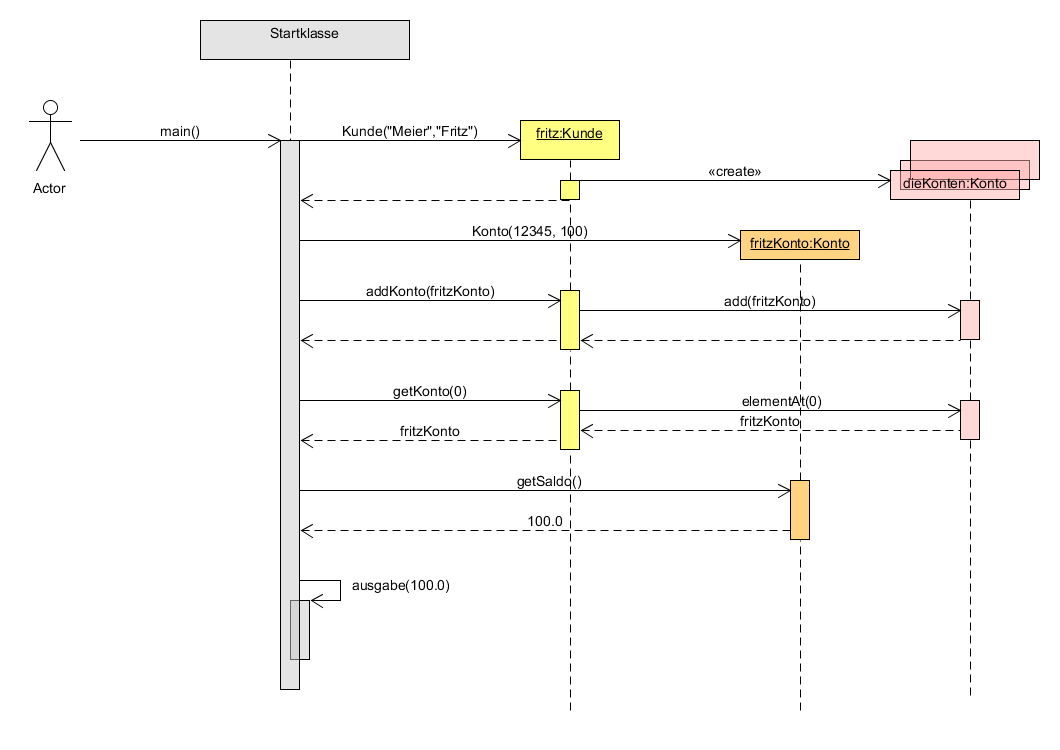 Startklasse
main()
Kunde("Meier","Fritz")
fritz:Kunde
Actor
«create»
dieKonten:Konto
Konto(12345, 100)
fritzKonto:Konto
addKonto(fritzKonto)
add(fritzKonto)
getKonto(0)
elementAt(0)
fritzKonto
fritzKonto
getSaldo()
100.0
ausgabe(100.0)